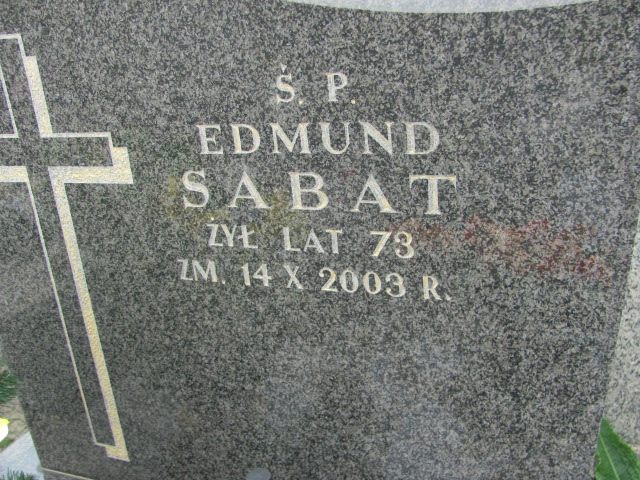 Ś. P.
EDMUND
SABAT
ŻYŁ LAT 73
ZM. 14 X 2003 R.